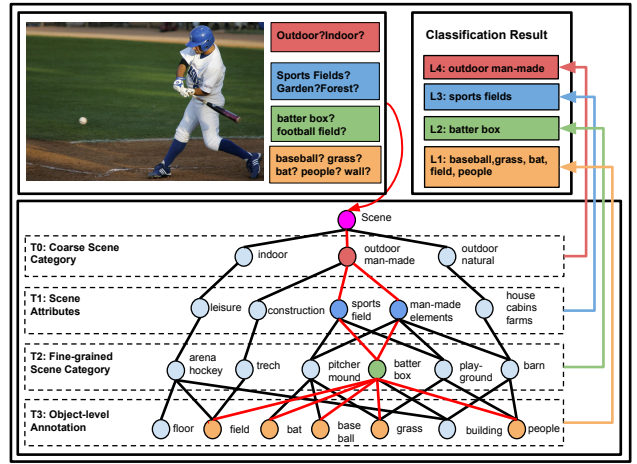 Outdoor?Indoor?
Sports Fields?
Garden?Forest?
batter box?
football field?
baseball? grass?
bat? people? wall?
Classification Result
L4: outdoor man-made
L3: sports fields
L2: batter box
L1: baseball,grass, bat,
field, people
Scene
T0: Coarse Scene
Category
indoor
outdoor
man-made
outdoor
natural
T1: Scene
Attributes
leisure
construction
sports
field
man-made
elements
house
cabins
farms
T2: Fine-grained
Scene Category
arena
hockey
trech
pitcher
mound
batter
box
play-
ground
barn
T3: Object-level
Annotation
floor
field
bat
base
ball
grass
building
people